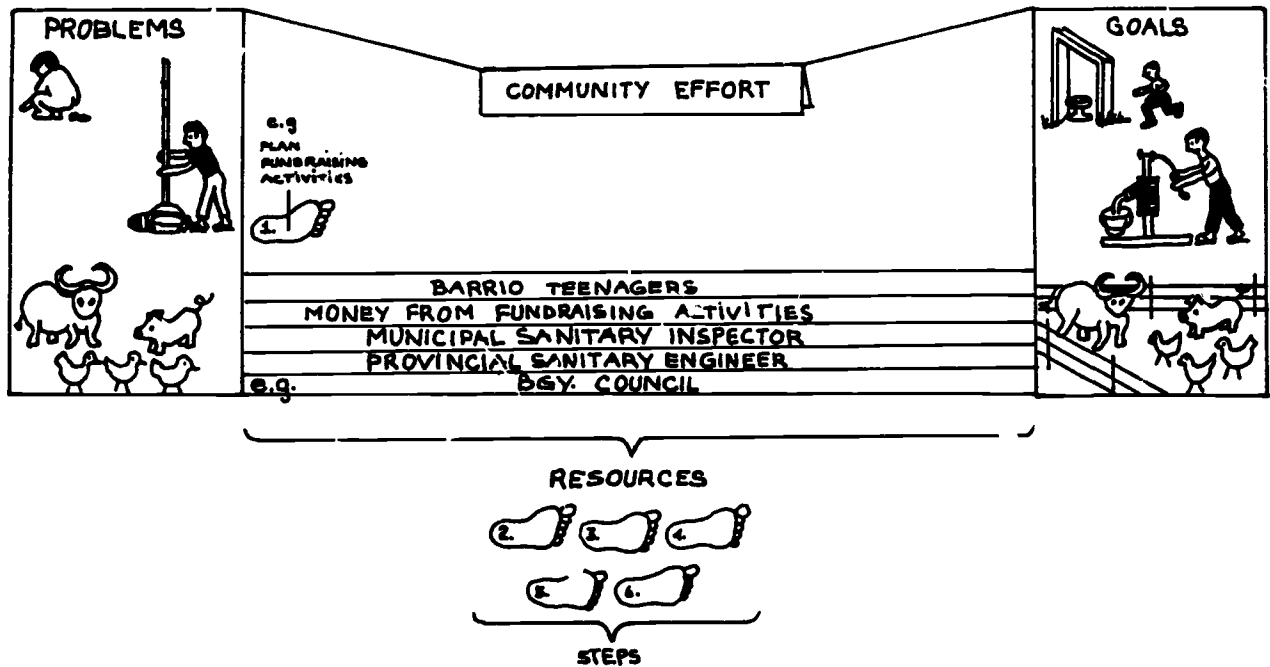 PROBLEMS
GOALS
COMMUNITY EFFORT
e.g
PLAN
FUNDRAISING
ACTIVITIES
1.
BARRIO TEENAGERS
MONEY FROM FUNDRAISING ACTIVITIES
MUNICIPAL SANITARY INSPECTOR
PROVINCIAL SANITARY ENGINEER
e.g. BGY. COUNCIL
RESOURCES
2. 3. 4.
5. 6.
STEPS